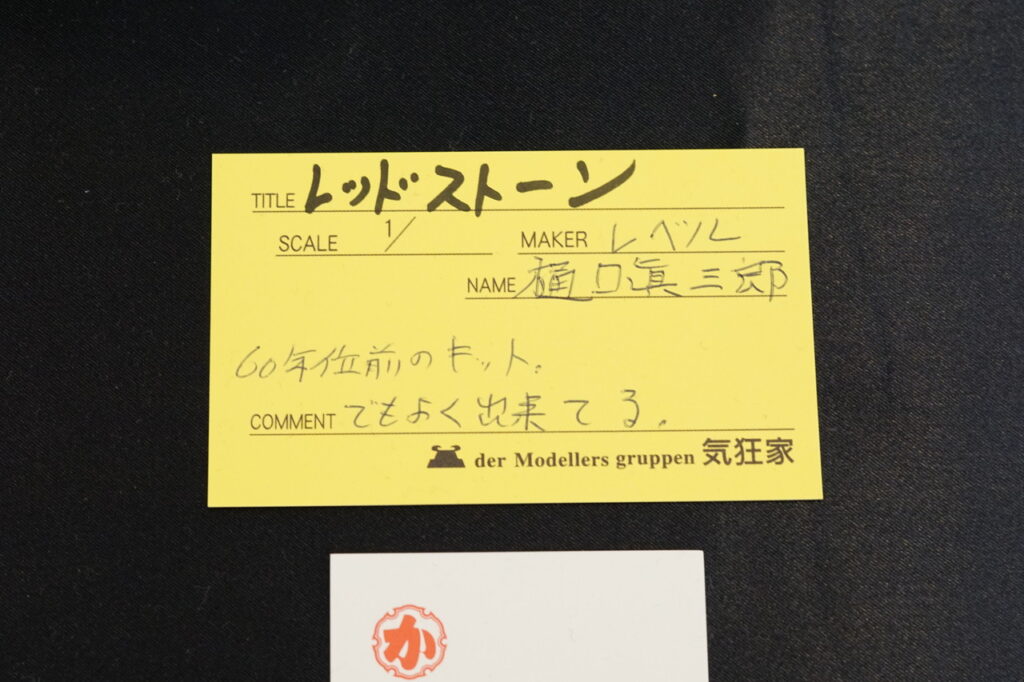 TITLE レッドストーン
SCALE 1/ MAKER レベル
NAME 樋口眞三郎
60年位前のキット。
COMMENT でもよく出来てる。
der Modellers gruppen 気狂家
か